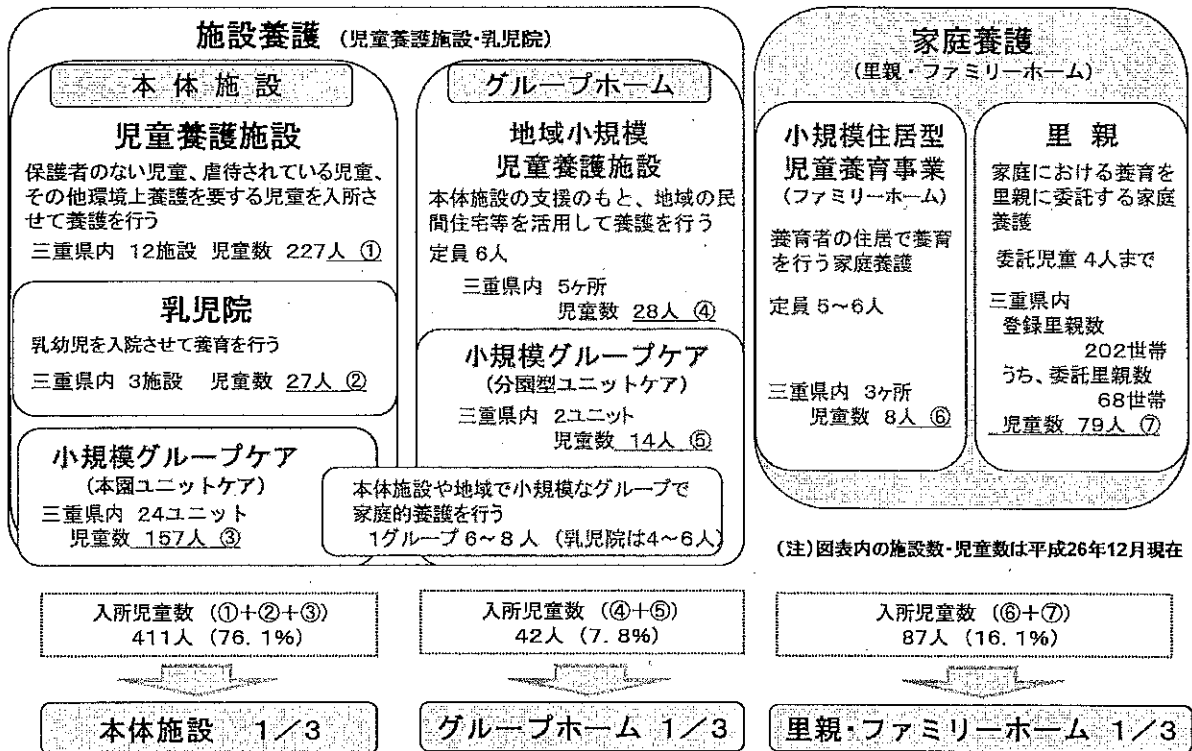 施設養護 (児童養護施設・乳児院)
本体施設
児童養護施設
保護者のない児童、虐待されている児童、
その他環境上養護を要する児童を入所さ
せて養護を行う
三重県内 12施設 児童数 227人 ①
乳児院
乳幼児を入院させて養育を行う
三重県内 3施設 児童数 27人 ②
小規模グループケア
(本園ユニットケア)
三重県内 24ユニット
児童数 157人 ③
グループホーム
地域小規模
児童養護施設
本体施設の支援のもと、地域の民
間住宅等を活用して養護を行う
定員 6人
三重県内 5ヶ所
児童数 28人 ④
小規模グループケア
(分園型ユニットケア)
三重県内 2ユニット
児童数 14人 ⑤
本体施設や地域で小規模なグループで
家庭的養護を行う
1グループ 6~8人 (乳児院は4~6人)
家庭養護
(里親・ファミリーホーム)
小規模住居型
児童養育事業
(ファミリーホーム)
養育者の住居で養育
を行う家庭養護
定員 5~6人
三重県内 3ヶ所
児童数 8人 ⑥
里親
家庭における養育を
里親に委託する家庭
養護
委託児童 4人まで
三重県内
登録里親数
202世帯
うち、委託里親数
68世帯
児童数 79人 ⑦
(注)図表内の施設数・児童数は平成26年12月現在
入所児童数 (①+②+③)
411人 (76.1%)
入所児童数 (④+⑤)
42人 (7.8%)
入所児童数 (⑥+⑦)
87人 (16.1%)
本体施設 1/3
グループホーム 1/3
里親・ファミリーホーム 1/3